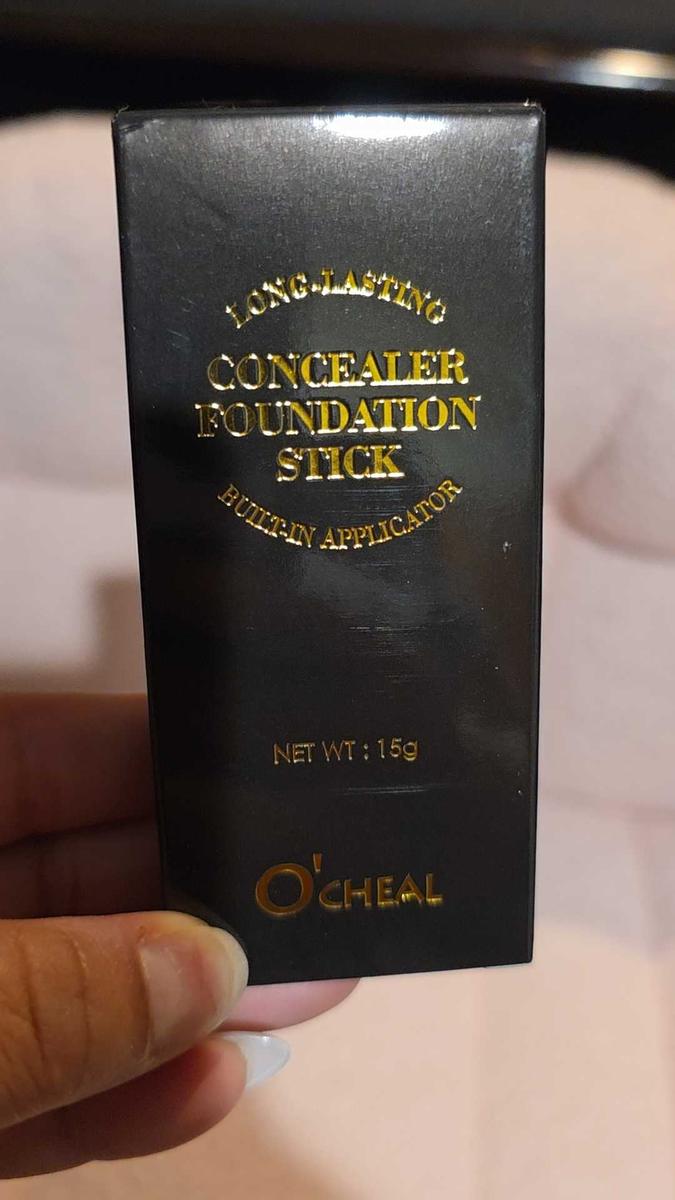 LONG-LASTING
CONCEALER
FOUNDATION
STICK
BUILT-IN APPLICATOR
NET WT : 15g
O'CHEAL